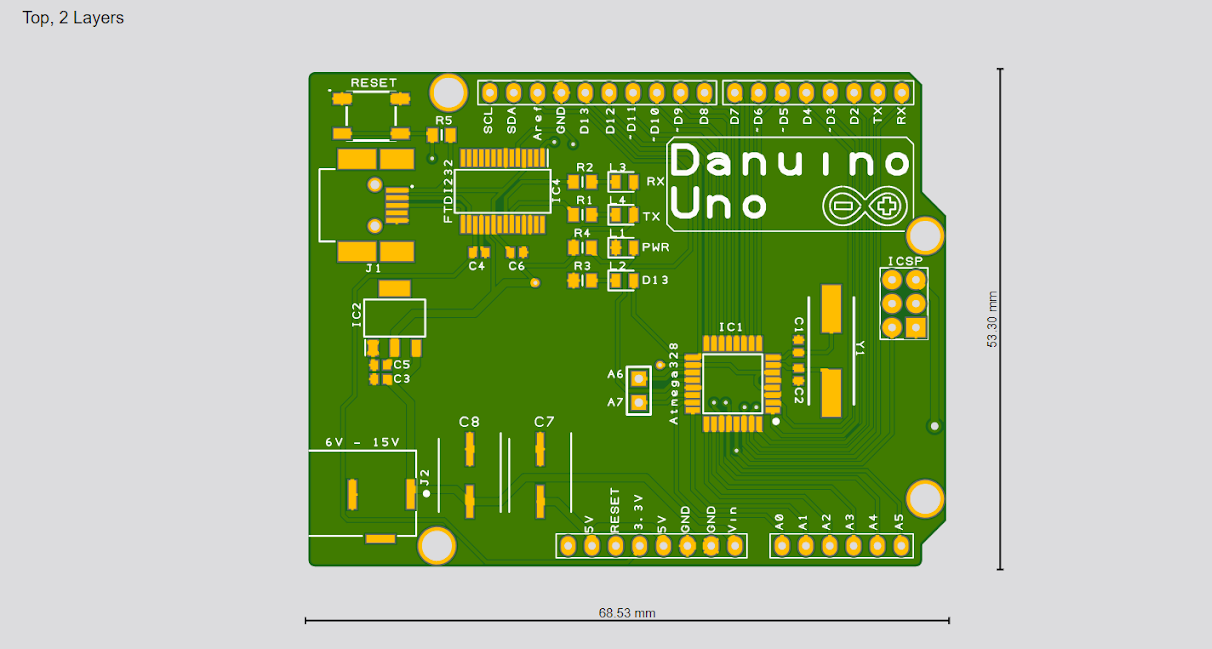 Top, 2 Layers
RESET
R5
SCL
SDA
Aref
GND
D13
D12
~D11
~D10
~D9
D8
D7
~D6
~D5
D4
~D3
D2
TX
RX
Danuino
Uno
FTDI232
IC4
R2
L3
RX
R1
L4
TX
R4
L1
PWR
R3
L2
D13
C4
C6
J1
ICSP
IC2
C5
C3
IC1
C1
C2
Y1
A6
A7
Atmega328
6V - 15V
J2
C8
C7
5V
RESET
3.3V
5V
GND
GND
Vin
A0
A1
A2
A3
A4
A5
53.30 mm
68.53 mm